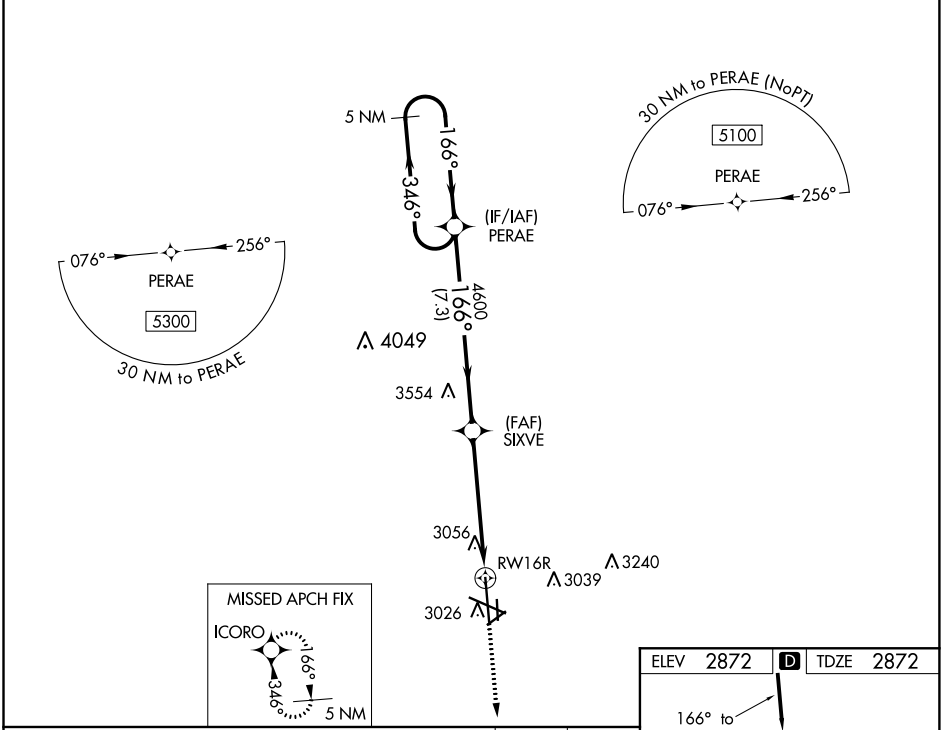 30 NM to PERAE (NoPT)
5100
PERAE
076° 256°
5 NM
166°
346°
(IF/IAF)
PERAE
076° 256°
PERAE
5300
30 NM to PERAE
4600
166°
(7.3)
4049
3554
(FAF)
SIXVE
3056
RW16R
3240
3039
3026
MISSED APCH FIX
ICORO
166°
346°
5 NM
ELEV 2872 D TDZE 2872
166° to